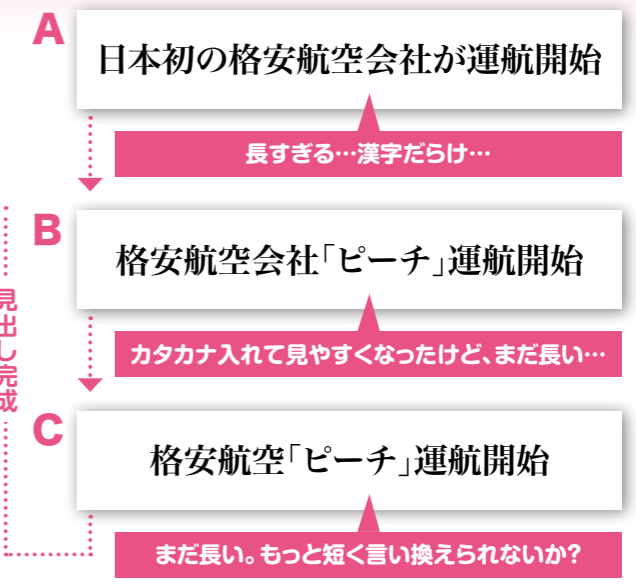 A
日本初の格安航空会社が運航開始
長すぎる…漢字だらけ…
B
格安航空会社「ピーチ」運航開始
カタカナ入れて見やすくなったけど、まだ長い…
見出し完成
C
格安航空「ピーチ」運航開始
まだ長い。もっと短く言い換えられないか?